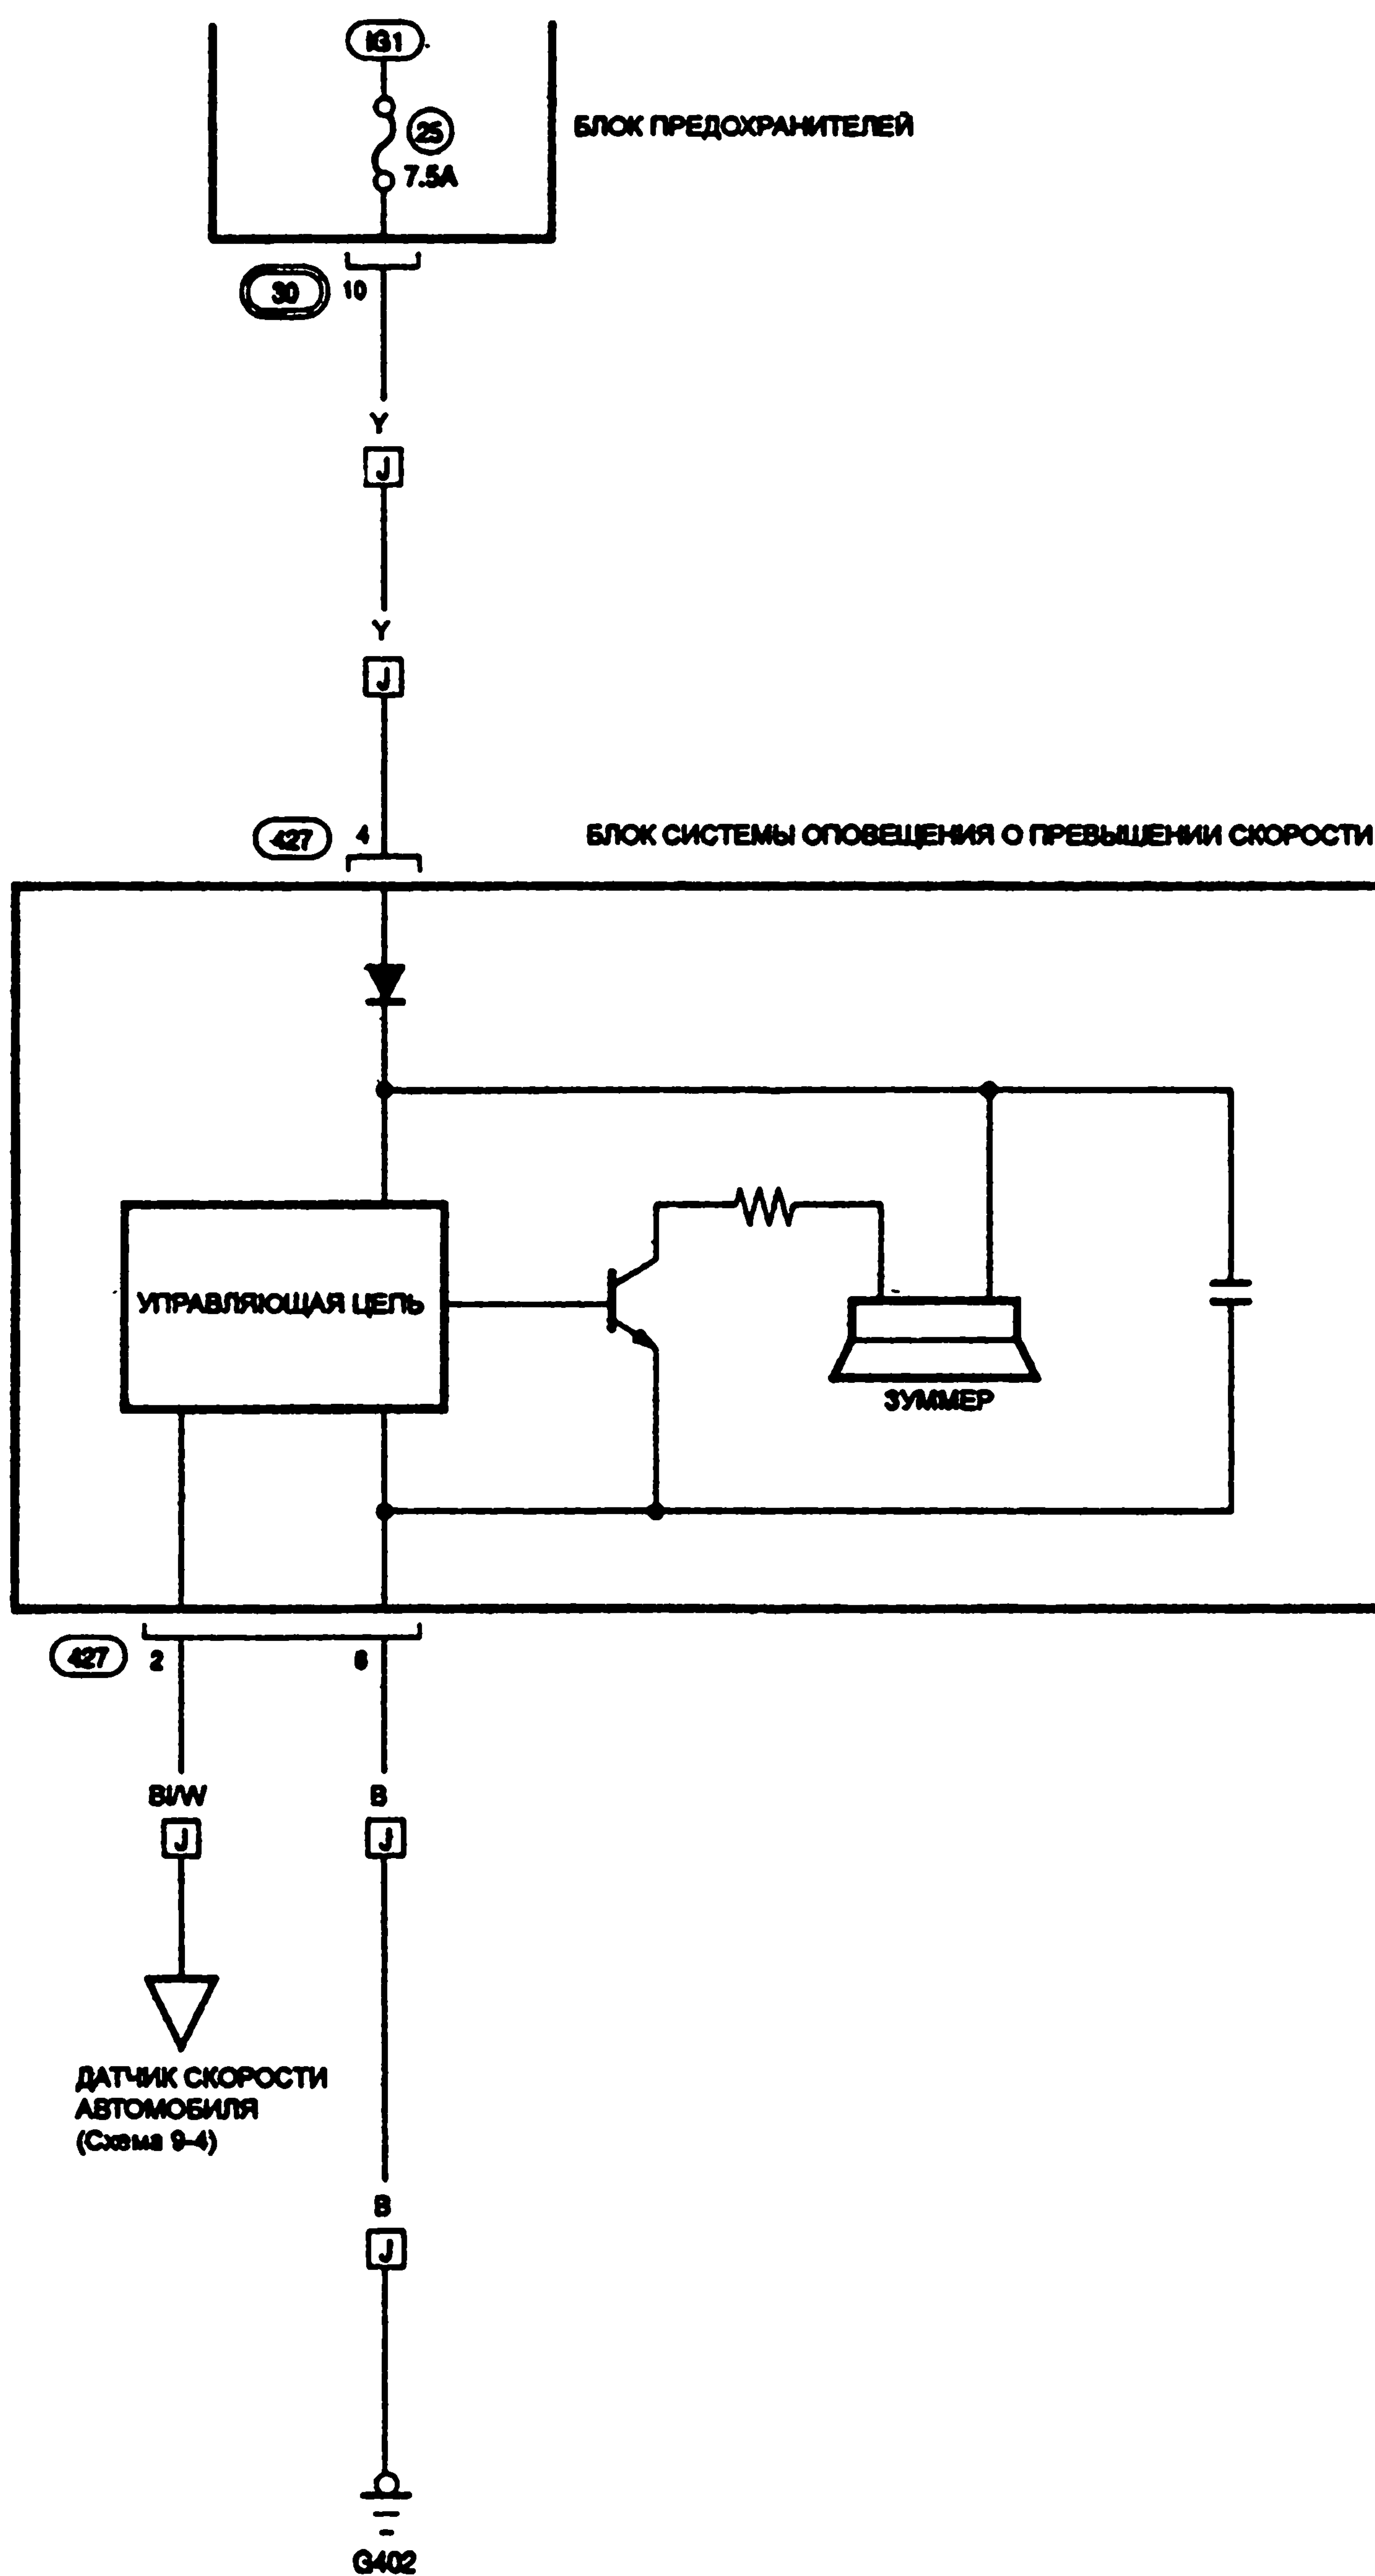 IG1
25
БЛОК ПРЕДОХРАНИТЕЛЕЙ
7.5A
30
10
Y
J
Y
J
427
4
БЛОК СИСТЕМЫ ОПОВЕЩЕНИЯ О ПРЕВЫШЕНИИ СКОРОСТИ
УПРАВЛЯЮЩАЯ ЦЕПЬ
ЗУММЕР
427
2
Bl/W
B
J
J
ДАТЧИК СКОРОСТИ
АВТОМОБИЛЯ
(Схема 9-4)
B
J
G402